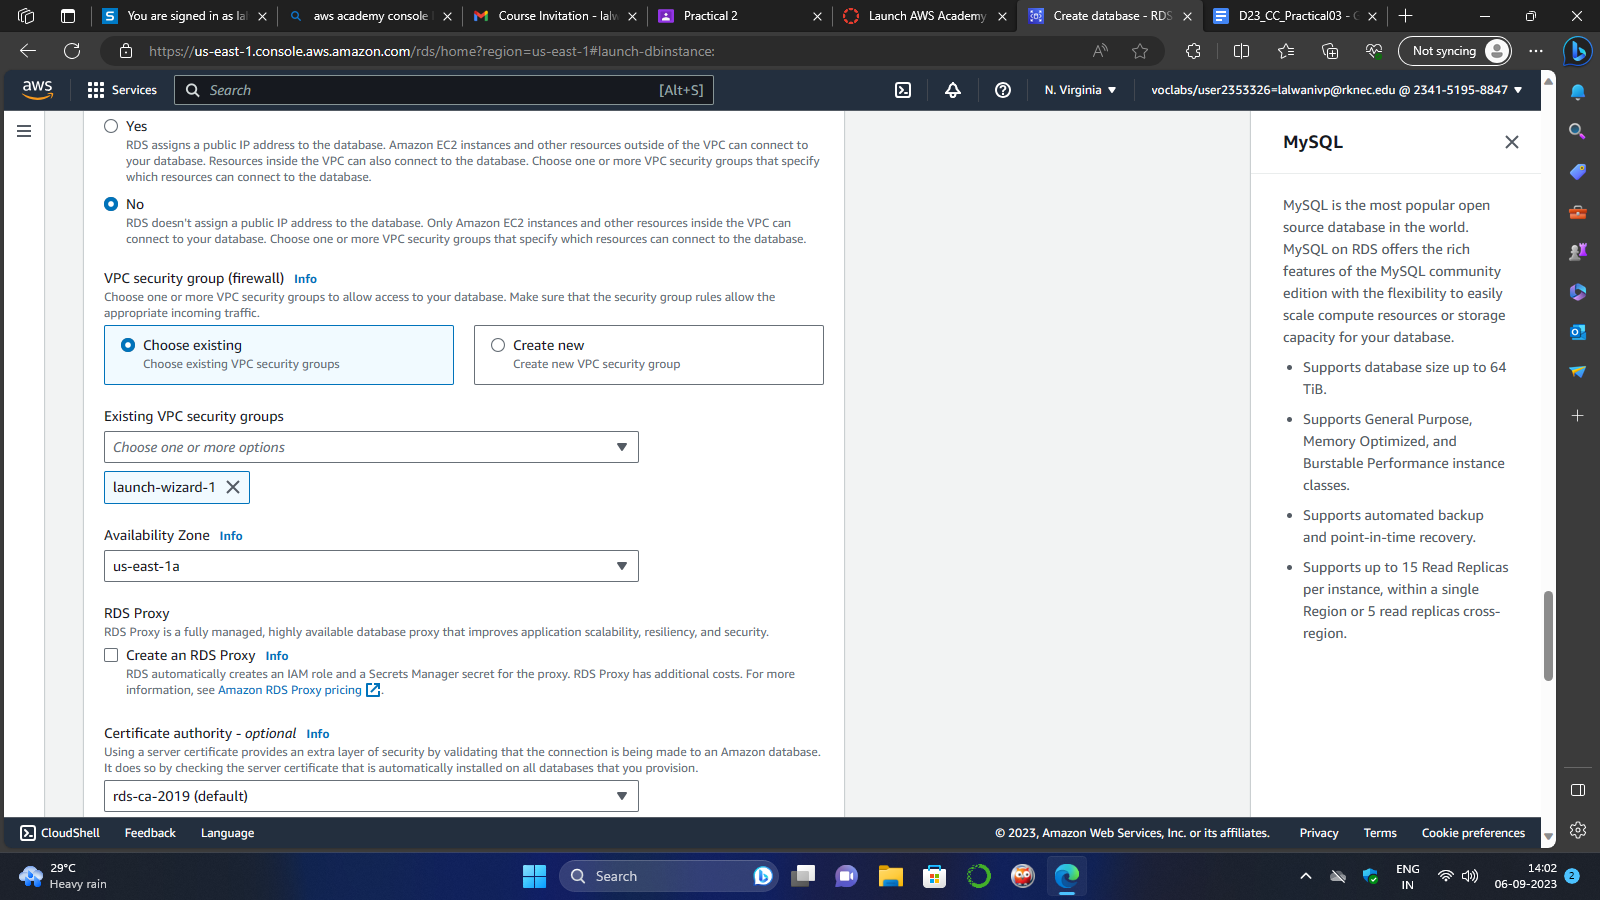 You are signed in as la
aws academy console l
Course Invitation - lalw
Practical 2
Launch AWS Academy
Create database - RDS
D23_CC_Practical03 - G
https://us-east-1.console.aws.amazon.com/rds/home?region=us-east-1#launch-dbinstance:
Not syncing
aws
Services
Search
[Alt+S]
N. Virginia
voclabs/user2353326=lalwanivp@rknec.edu @ 2341-5195-8847
Yes
RDS assigns a public IP address to the database. Amazon EC2 instances and other resources outside of the VPC can connect to
your database. Resources inside the VPC can also connect to the database. Choose one or more VPC security groups that specify
which resources can connect to the database.
No
RDS doesn't assign a public IP address to the database. Only Amazon EC2 instances and other resources inside the VPC can
connect to your database. Choose one or more VPC security groups that specify which resources can connect to the database.
VPC security group (firewall) Info
Choose one or more VPC security groups to allow access to your database. Make sure that the security group rules allow the
appropriate incoming traffic.
Choose existing
Choose existing VPC security groups
Create new
Create new VPC security group
Existing VPC security groups
Choose one or more options
launch-wizard-1
Availability Zone Info
us-east-1a
RDS Proxy
RDS Proxy is a fully managed, highly available database proxy that improves application scalability, resiliency, and security.
Create an RDS Proxy Info
RDS automatically creates an IAM role and a Secrets Manager secret for the proxy. RDS Proxy has additional costs. For more
information, see Amazon RDS Proxy pricing.
Certificate authority - optional Info
Using a server certificate provides an extra layer of security by validating that the connection is being made to an Amazon database.
It does so by checking the server certificate that is automatically installed on all databases that you provision.
rds-ca-2019 (default)
MySQL
MySQL is the most popular open
source database in the world.
MySQL on RDS offers the rich
features of the MySQL community
edition with the flexibility to easily
scale compute resources or storage
capacity for your database.
• Supports database size up to 64
TiB.
• Supports General Purpose,
Memory Optimized, and
Burstable Performance instance
classes.
• Supports automated backup
and point-in-time recovery.
• Supports up to 15 Read Replicas
per instance, within a single
Region or 5 read replicas cross-
region.
CloudShell
Feedback
Language
© 2023, Amazon Web Services, Inc. or its affiliates.
Privacy
Terms
Cookie preferences
29°C
Heavy rain
Search
ENG
IN
14:02
06-09-2023
2